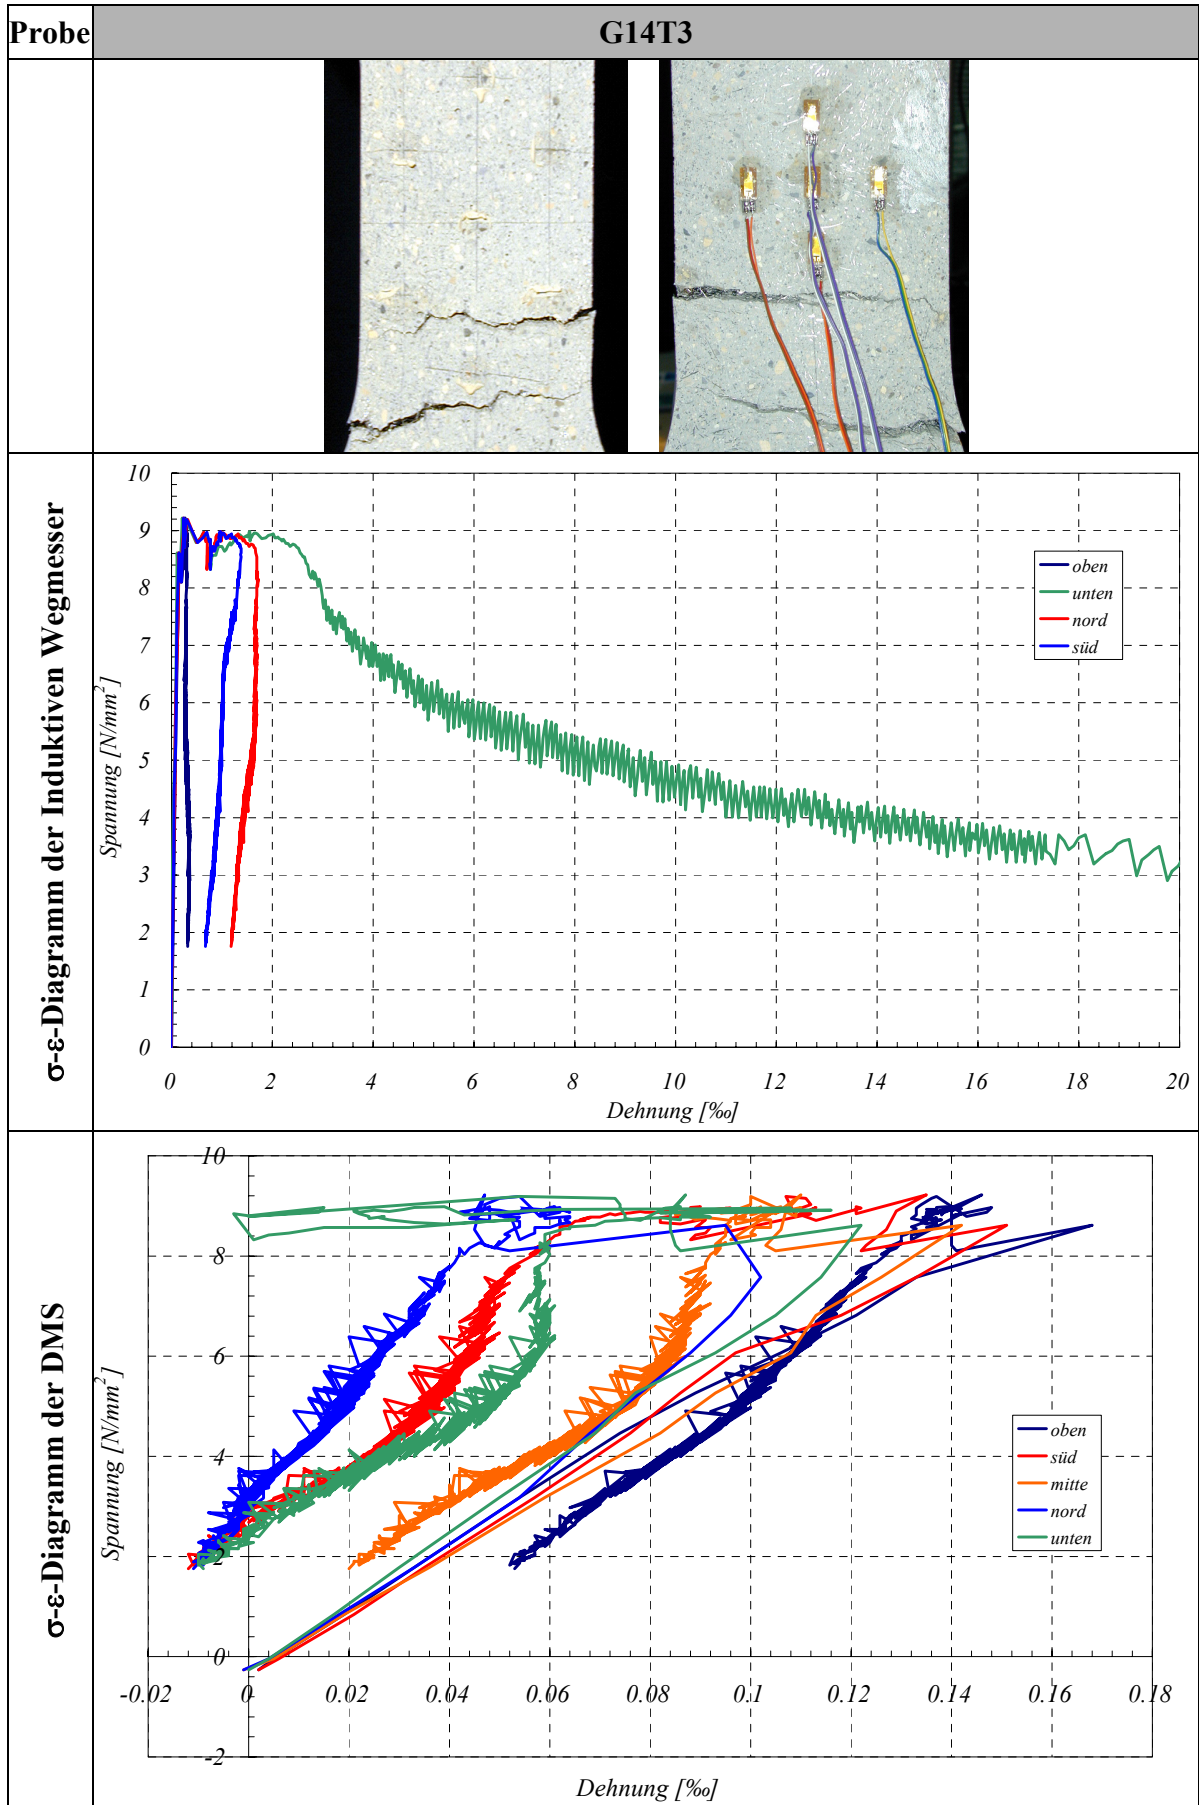 Probe
G14T3
σ-ε-Diagramm der Induktiven Wegmesser
Spannung [N/mm²]
10
9
8
7
6
5
4
3
2
1
0
0 2 4 6 8 10 12 14 16 18 20
Dehnung [‰]
oben
unten
nord
süd
σ-ε-Diagramm der DMS
Spannung [N/mm²]
10
8
6
4
2
0
-2
-0.02 0 0.02 0.04 0.06 0.08 0.1 0.12 0.14 0.16 0.18
Dehnung [‰]
oben
süd
mitte
nord
unten